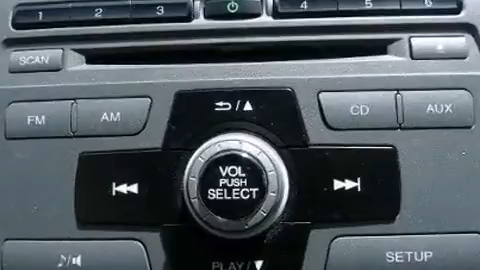 1 2 3 4 5 6
SCAN
FM AM CD AUX
VOL
PUSH
SELECT
PLAY/
SETUP